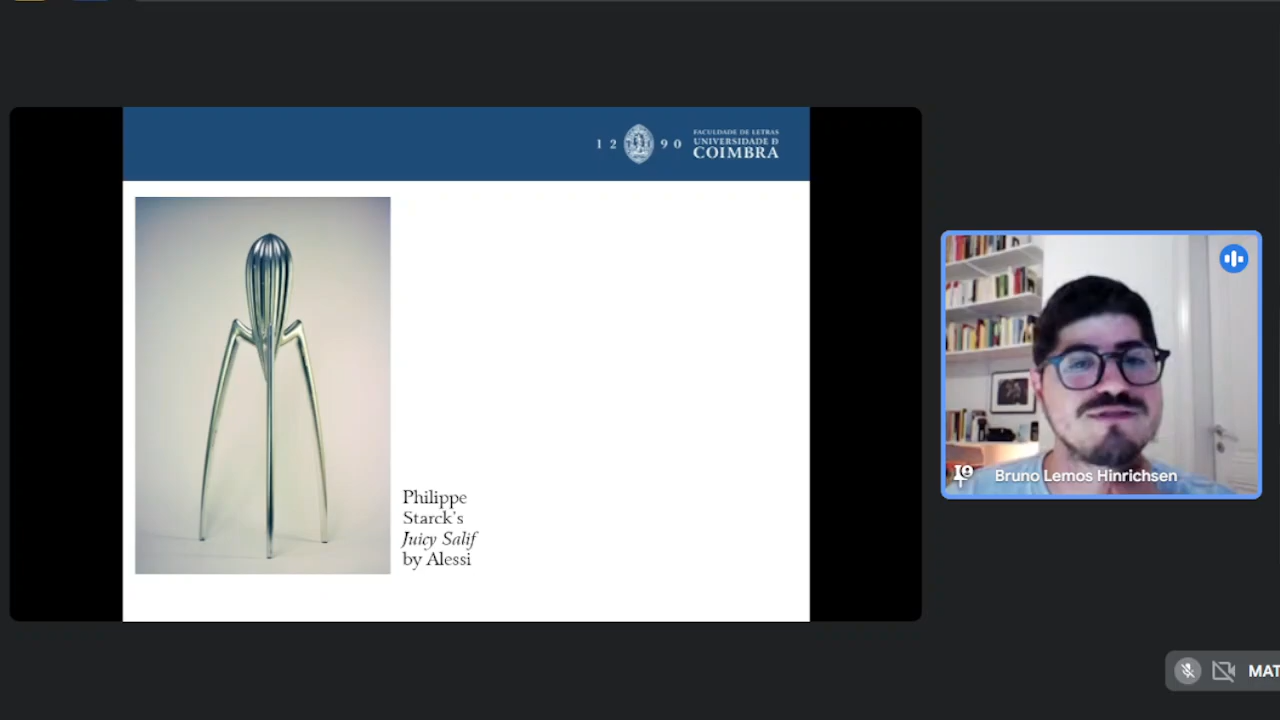 1 2 9 0
FACULDADE DE LETRAS
UNIVERSIDADE D
COIMBRA
Philippe
Starck's
Juicy Salif
by Alessi
Bruno Lemos Hinrichsen
MAT